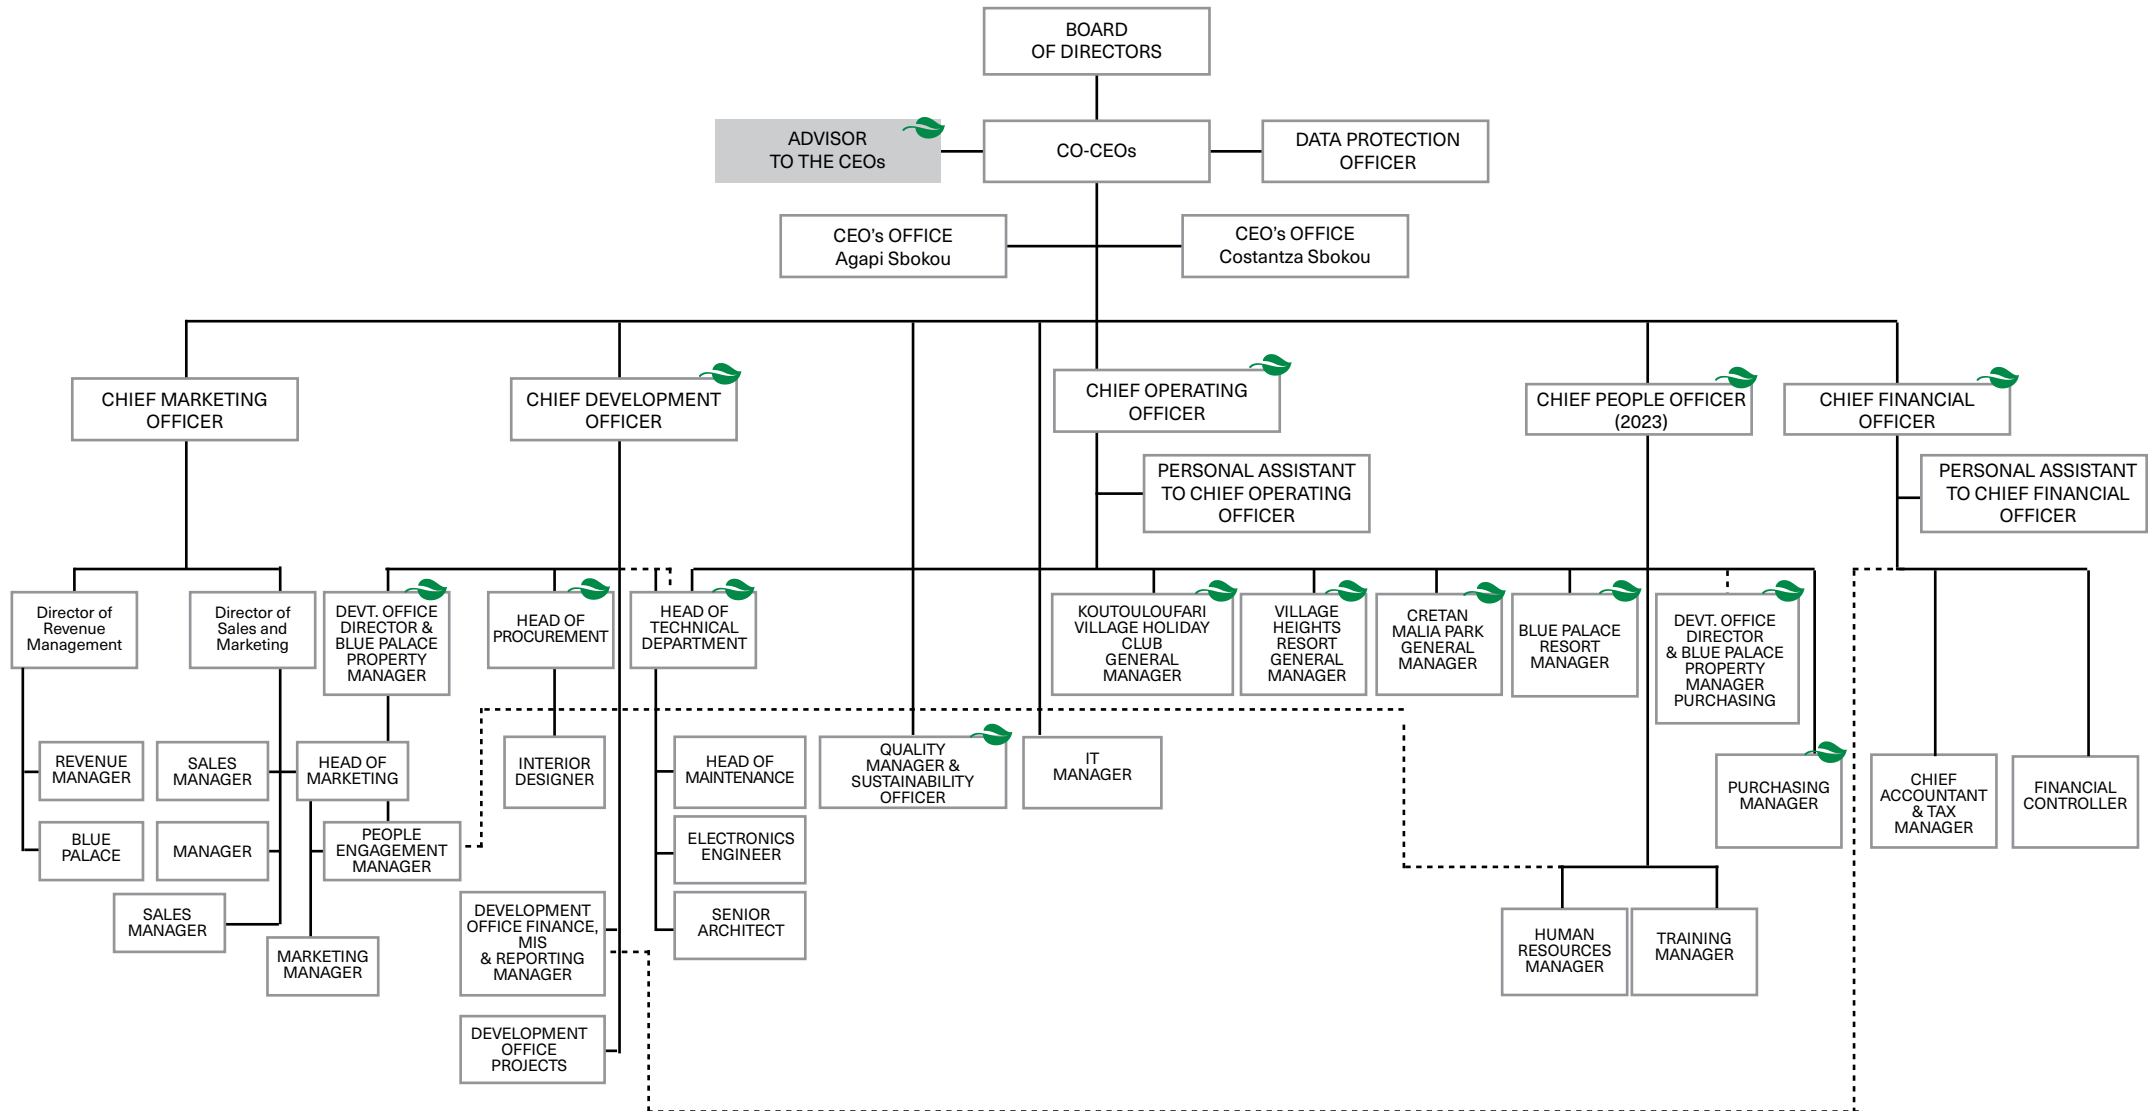 BOARD
OF DIRECTORS
ADVISOR
TO THE CEOs
CO-CEOs
DATA PROTECTION
OFFICER
CEO's OFFICE
Agapi Sbokou
CEO's OFFICE
Costantza Sbokou
CHIEF MARKETING
OFFICER
CHIEF DEVELOPMENT
OFFICER
CHIEF OPERATING
OFFICER
CHIEF PEOPLE OFFICER
(2023)
CHIEF FINANCIAL
OFFICER
PERSONAL ASSISTANT
TO CHIEF OPERATING
OFFICER
PERSONAL ASSISTANT
TO CHIEF FINANCIAL
OFFICER
Director of
Revenue
Management
Director of
Sales and
Marketing
DEVT. OFFICE
DIRECTOR &
BLUE PALACE
PROPERTY
MANAGER
HEAD OF
PROCUREMENT
HEAD OF
TECHNICAL
DEPARTMENT
KOUTOULOUFARI
VILLAGE HOLIDAY
CLUB
GENERAL
MANAGER
VILLAGE
HEIGHTS
RESORT
GENERAL
MANAGER
CRETAN
MALIA PARK
GENERAL
MANAGER
BLUE PALACE
RESORT
MANAGER
DEVT. OFFICE
DIRECTOR
& BLUE PALACE
PROPERTY
MANAGER
PURCHASING
REVENUE
MANAGER
SALES
MANAGER
HEAD OF
MARKETING
INTERIOR
DESIGNER
HEAD OF
MAINTENANCE
QUALITY
MANAGER &
SUSTAINABILITY
OFFICER
IT
MANAGER
PURCHASING
MANAGER
CHIEF
ACCOUNTANT
& TAX
MANAGER
FINANCIAL
CONTROLLER
BLUE
PALACE
MANAGER
PEOPLE
ENGAGEMENT
MANAGER
ELECTRONICS
ENGINEER
SALES
MANAGER
DEVELOPMENT
OFFICE FINANCE,
MIS
& REPORTING
MANAGER
SENIOR
ARCHITECT
MARKETING
MANAGER
HUMAN
RESOURCES
MANAGER
TRAINING
MANAGER
DEVELOPMENT
OFFICE
PROJECTS